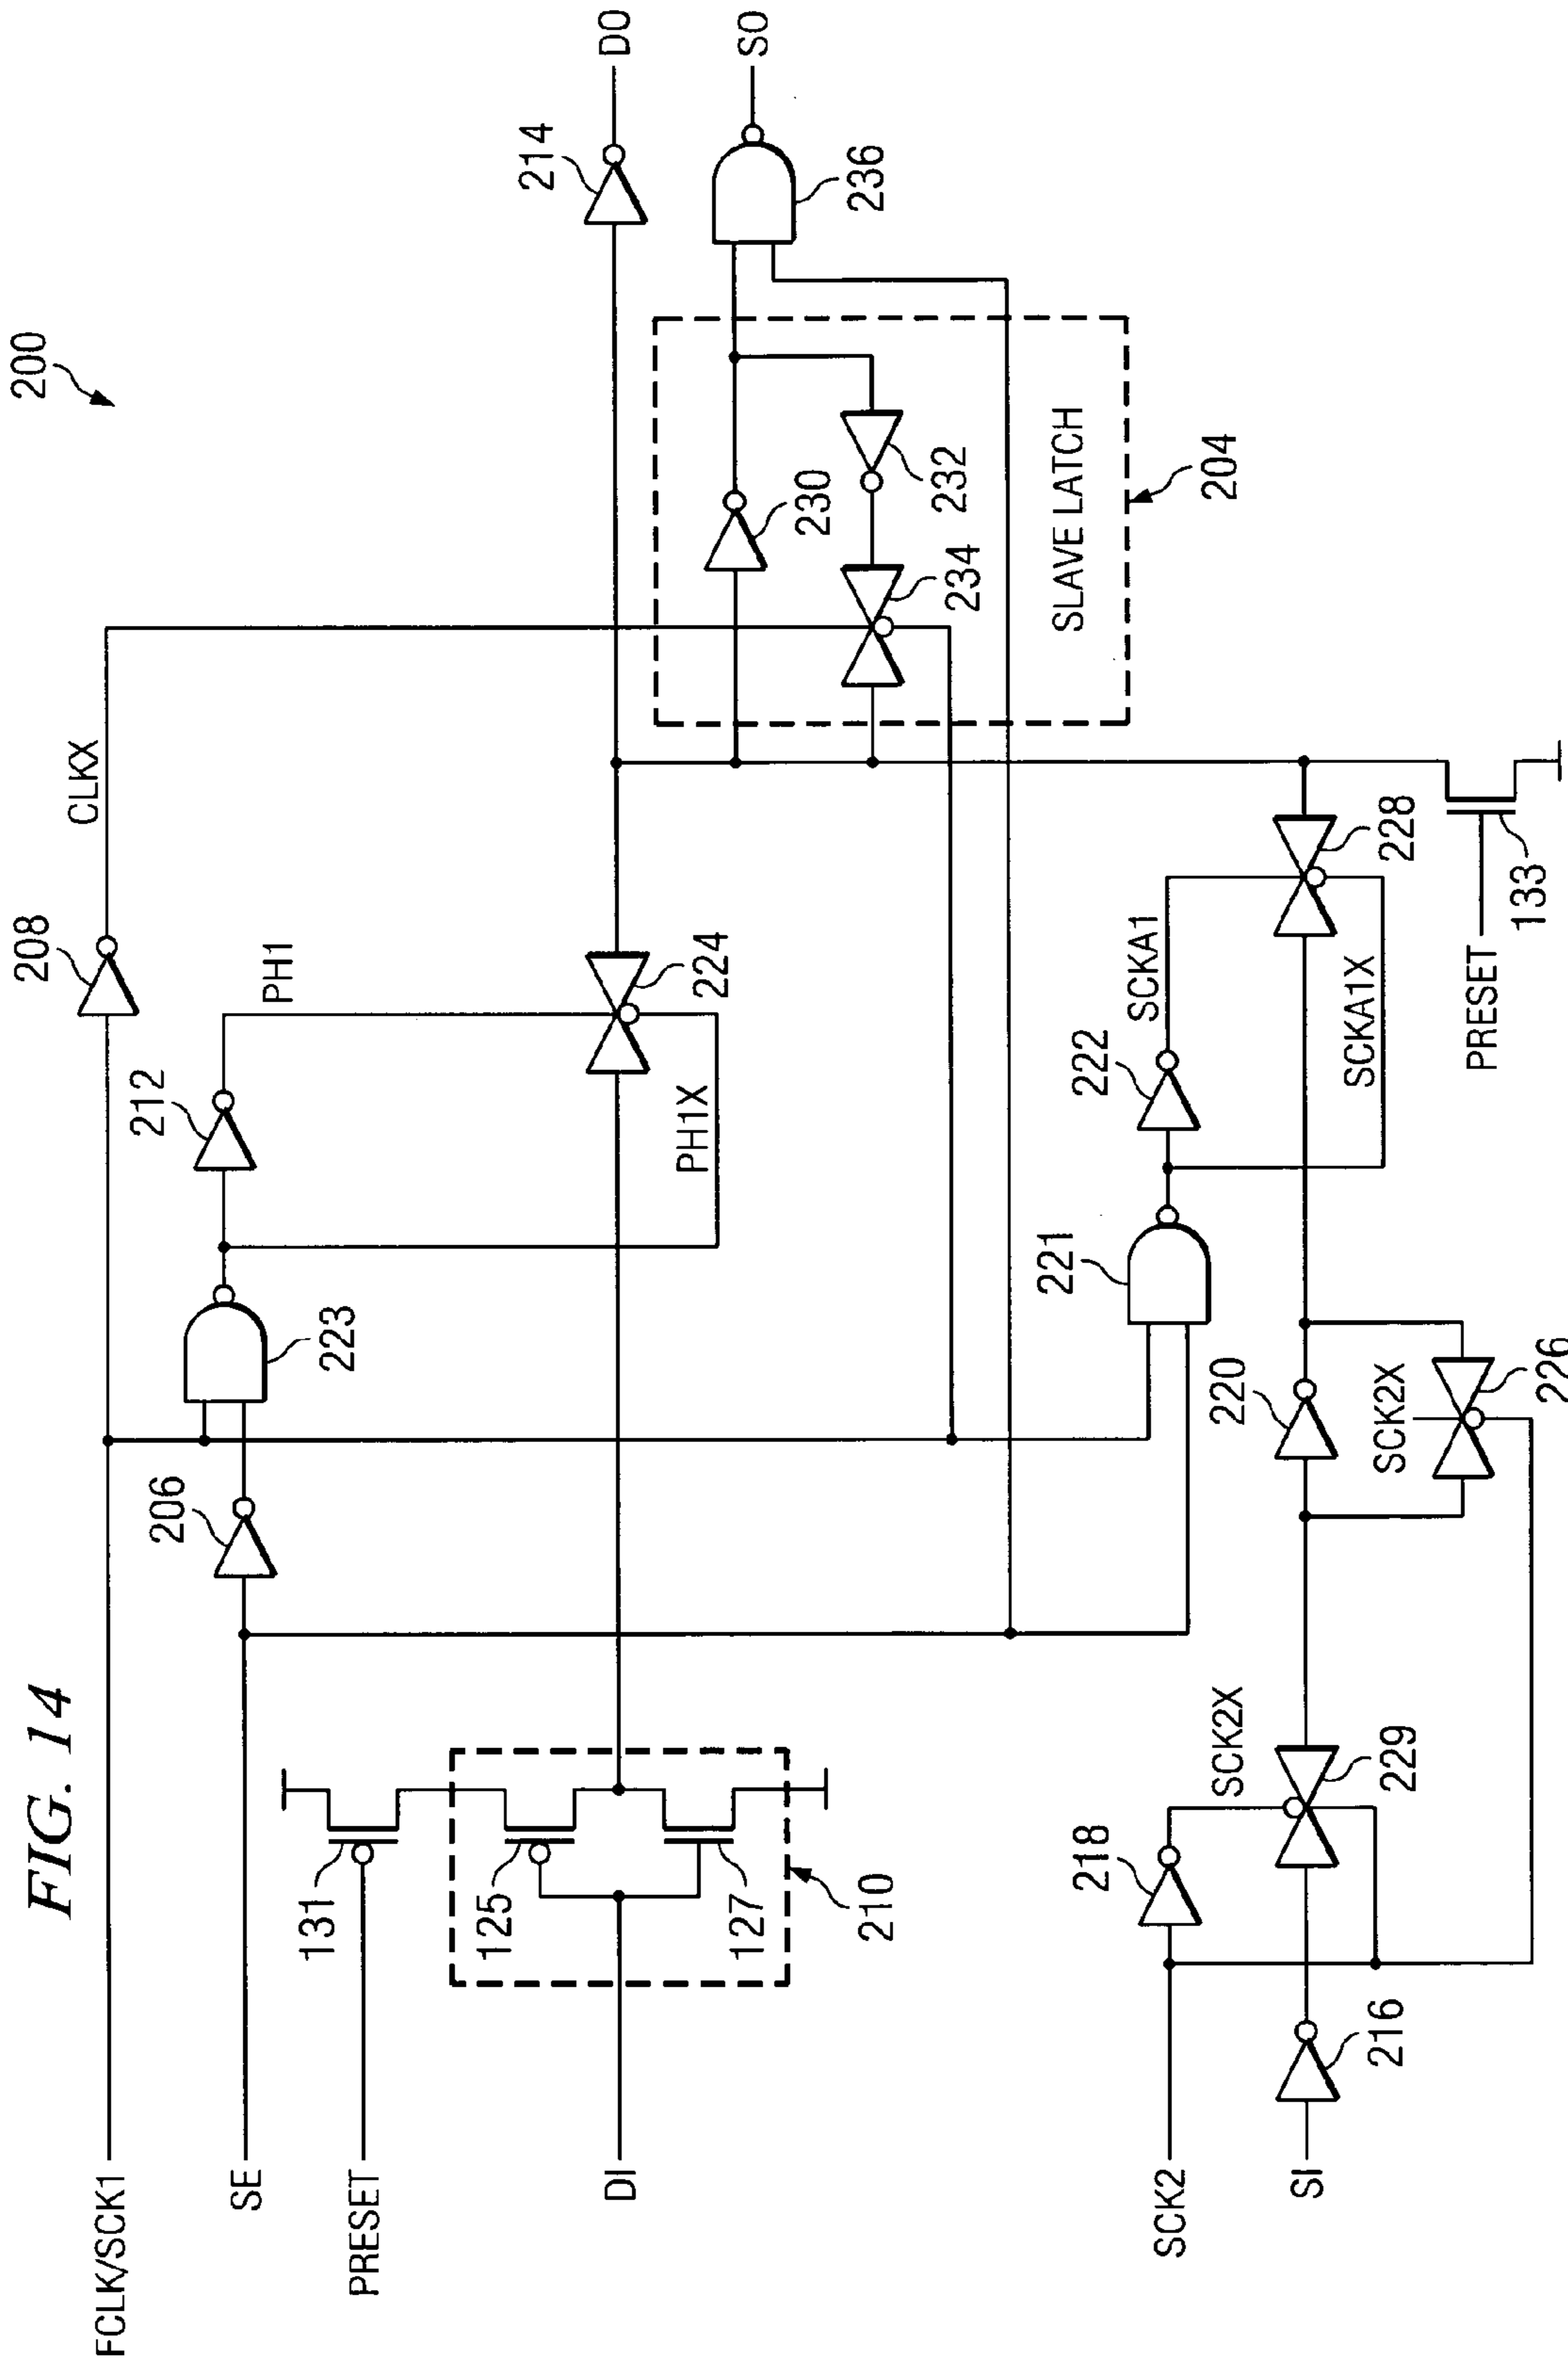 FIG. 14
200
FCLK/SCK1
208
CLKX
SE
206
223
212
PH1
PRESET
131
125
127
210
DI
PH1X
224
214
DO
236
SO
230
232
234
SLAVE LATCH
204
SCK2
218
SCK2X
229
221
222
SCKA1
SI
216
220
SCK2X
226
SCKA1X
228
PRESET
133